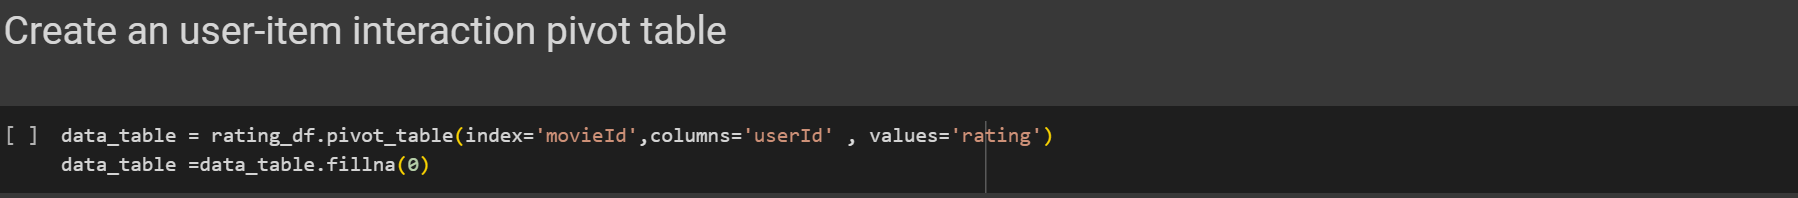 Create an user-item interaction pivot table
[ ] data_table = rating_df.pivot_table(index='movieId',columns='userId' , values='rating')
data_table =data_table.fillna(0)